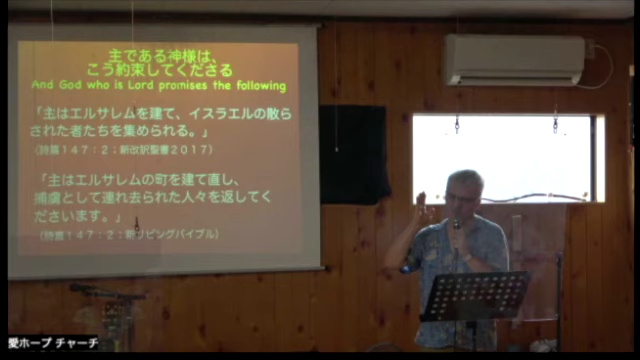 主である神様は、
こう約束してくださる
And God who is Lord promises the following
「主はエルサレムを建て、イスラエルの散ら
された者たちを集められる。」
（詩篇１４７：２；新改訳聖書２０１７）
「主はエルサレムの町を建て直し、
捕虜として連れ去られた人々を返してく
ださいます。」
（詩篇１４７：２；新リビングバイブル）
愛ホープ チャーチ